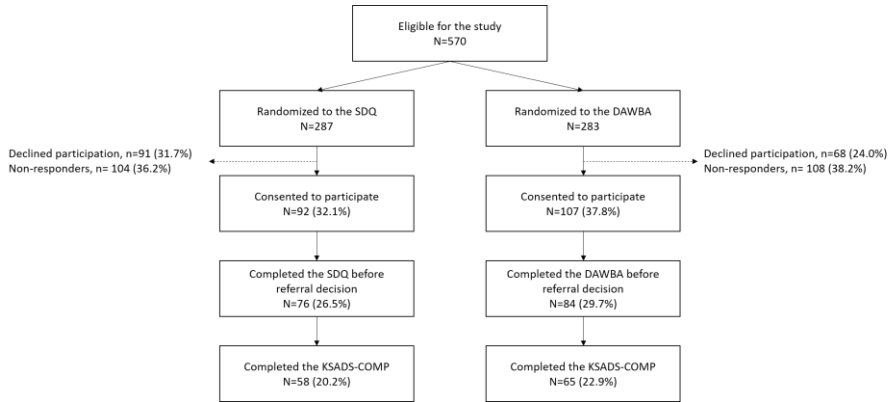 Eligible for the study
N=570
Randomized to the SDQ
N=287
Randomized to the DAWBA
N=283
Declined participation, n=91 (31.7%)
Non-responders, n= 104 (36.2%)
Declined participation, n=68 (24.0%)
Non-responders, n= 108 (38.2%)
Consented to participate
N=92 (32.1%)
Consented to participate
N=107 (37.8%)
Completed the SDQ before
referral decision
N=76 (26.5%)
Completed the DAWBA before
referral decision
N=84 (29.7%)
Completed the KSADS-COMP
N=58 (20.2%)
Completed the KSADS-COMP
N=65 (22.9%)